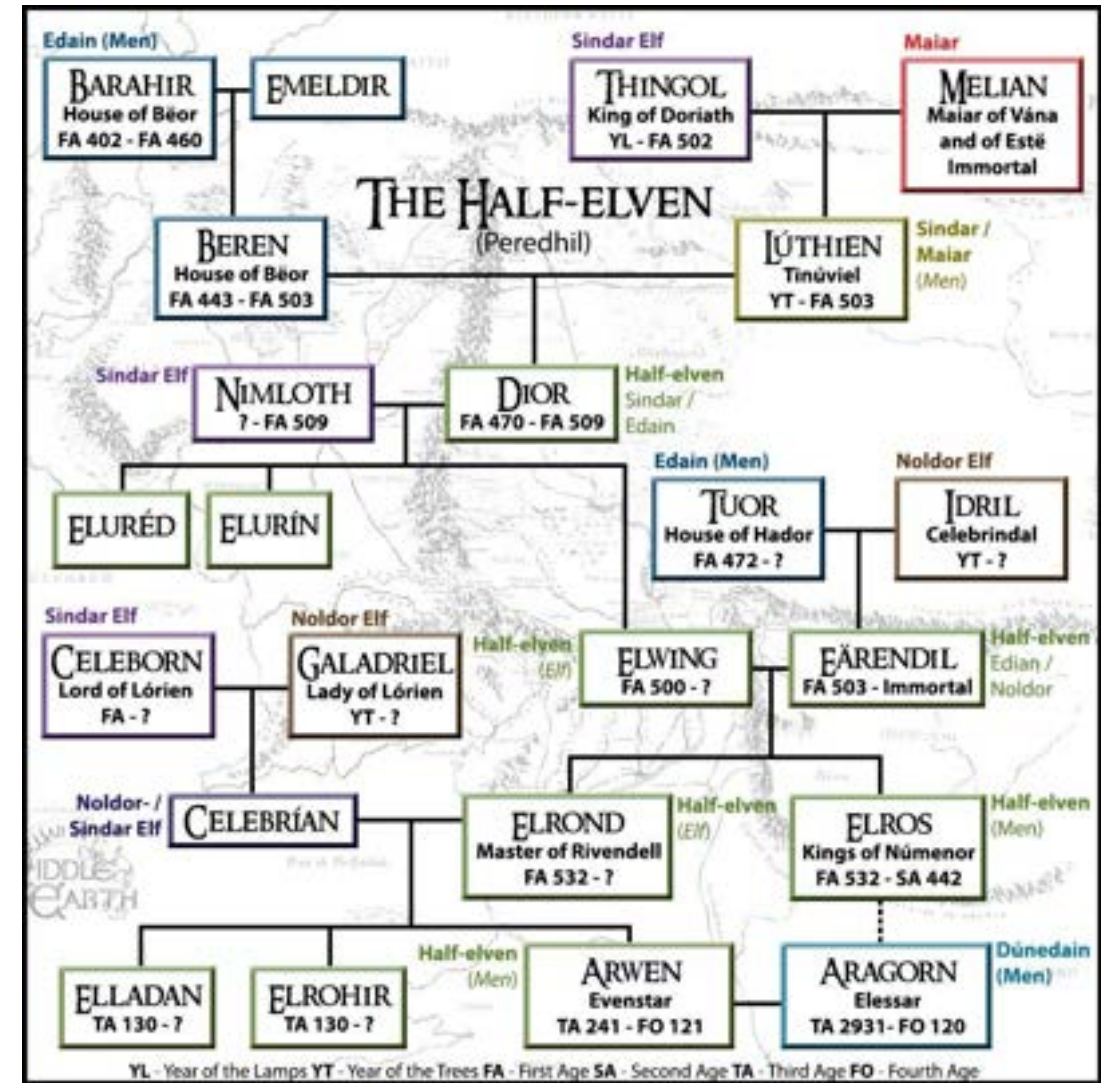 Edain (Men)
BARAHIR
House of Bëor
FA 402 - FA 460
EMELDIR
Sindar Elf
THINGOL
King of Doriath
YL - FA 502
Maiar
MELIAN
Maiar of Vána
and of Estë
Immortal
THE HALF-ELVEN
(Peredhil)
BEREN
House of Bëor
FA 443 - FA 503
LÚTHIEN
Tinúviel
YT - FA 503
Sindar /
Maiar
(Men)
Sindar Elf
NIMLOTH
? - FA 509
DIOR
FA 470 - FA 509
Half-elven
Sindar /
Edain
ELURÉD
ELURÍN
Edain (Men)
TUOR
House of Hador
FA 472 - ?
Noldor Elf
IDRIL
Celebrindal
YT - ?
Sindar Elf
CELEBORN
Lord of Lórien
FA - ?
Noldor Elf
GALADRIEL
Lady of Lórien
YT - ?
Half-elven
(Elf)
ELWING
FA 500 - ?
EÄRENDIL
FA 503 - Immortal
Half-elven
Edian /
Noldor
Noldor- /
Sindar Elf
CELEBRÍAN
ELROND
Master of Rivendell
FA 532 - ?
Half-elven
(Elf)
ELROS
Kings of Númenor
FA 532 - SA 442
Half-elven
(Men)
MIDDLE
EARTH
ELLADAN
TA 130 - ?
ELROHIR
TA 130 - ?
Half-elven
(Men)
ARWEN
Evenstar
TA 241 - FO 121
ARAGORN
Elessar
TA 2931- FO 120
Dúnedain
(Men)
YL - Year of the Lamps YT - Year of the Trees FA - First Age SA - Second Age TA - Third Age FO - Fourth Age